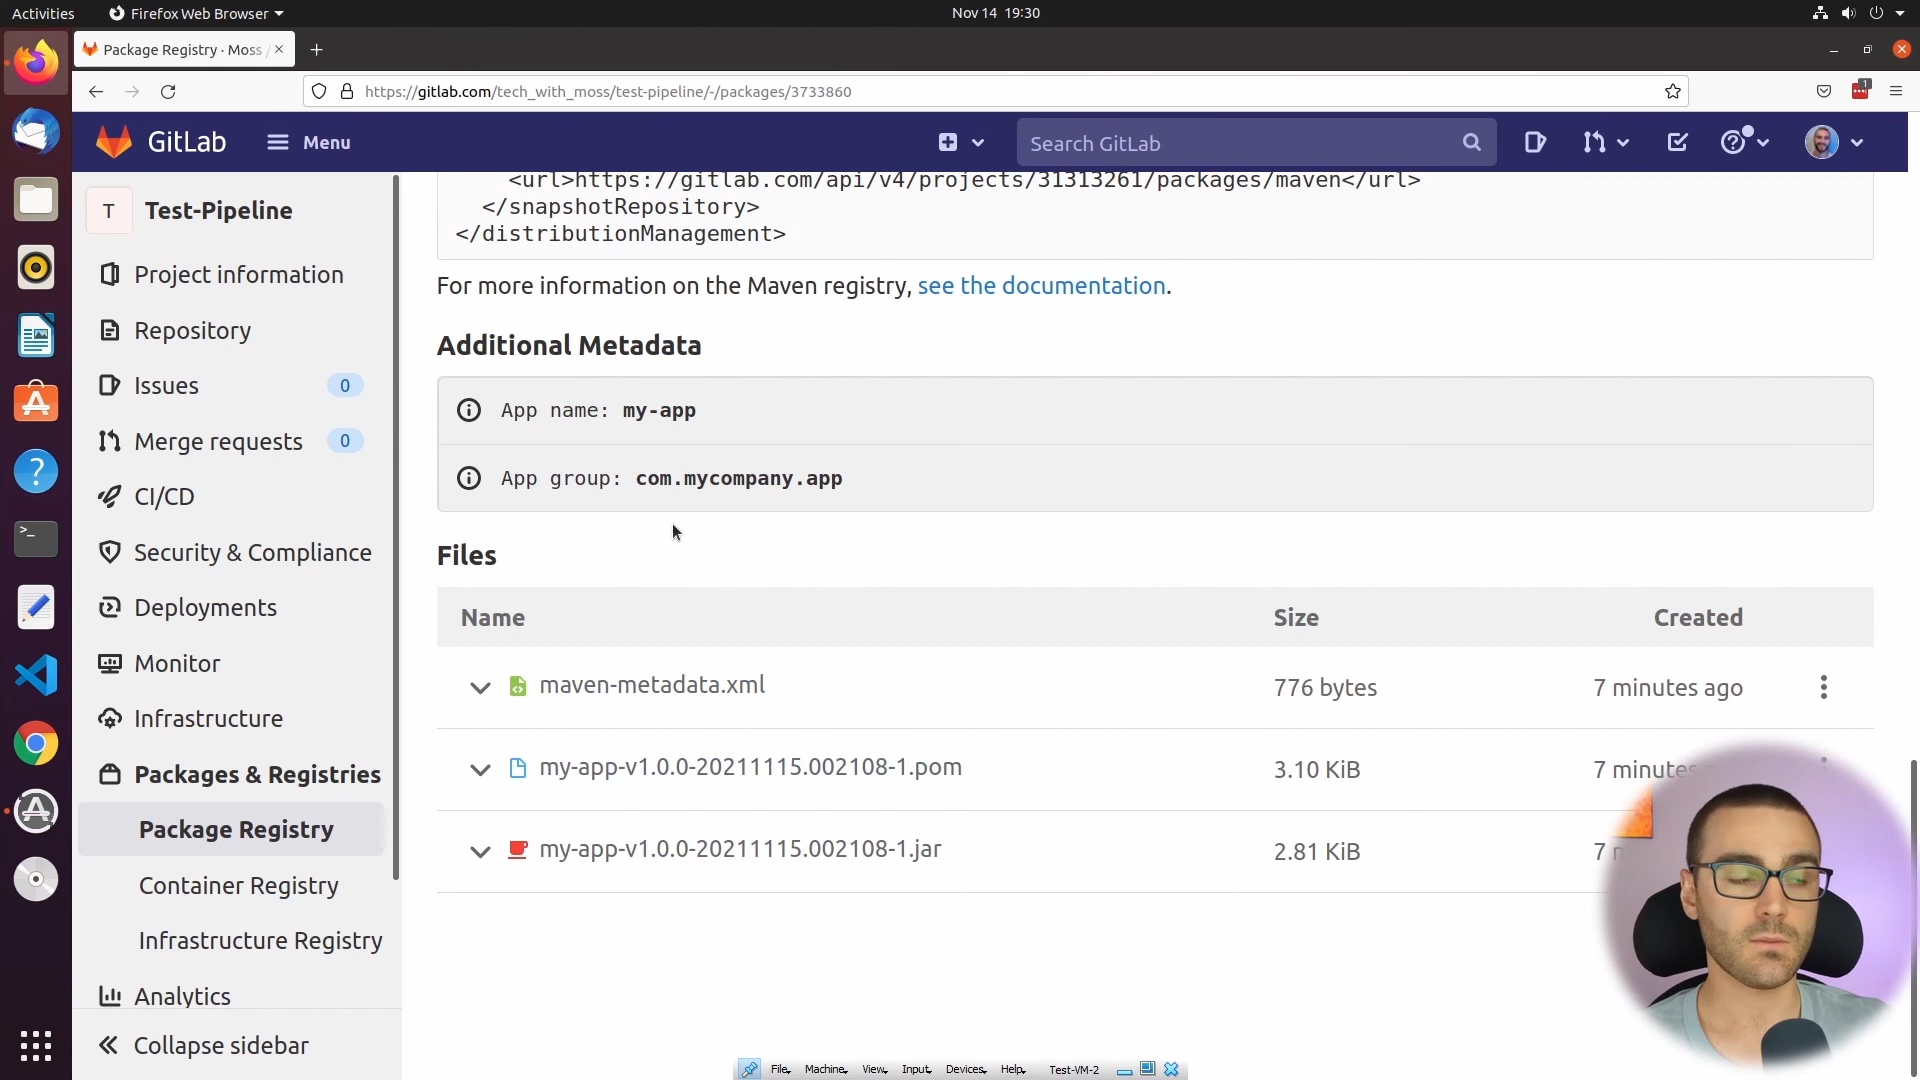 Activities
Firefox Web Browser
Nov 14 19:30
Package Registry · Moss
https://gitlab.com/tech_with_moss/test-pipeline/-/packages/3733860
1
GitLab
Menu
Search GitLab
T
Test-Pipeline
Project information
Repository
Issues
0
Merge requests
0
CI/CD
Security & Compliance
Deployments
Monitor
Infrastructure
Packages & Registries
Package Registry
Container Registry
Infrastructure Registry
Analytics
Collapse sidebar
<url>https://gitlab.com/api/v4/projects/31313261/packages/maven</url>
</snapshotRepository>
</distributionManagement>
For more information on the Maven registry, see the documentation.
Additional Metadata
App name: my-app
App group: com.mycompany.app
Files
Name Size Created
maven-metadata.xml 776 bytes 7 minutes ago
my-app-v1.0.0-20211115.002108-1.pom 3.10 KiB 7 minutes
my-app-v1.0.0-20211115.002108-1.jar 2.81 KiB 7
File Machine View Input Devices Help Test-VM-2